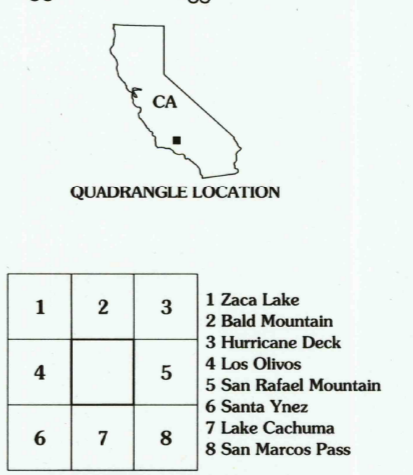 CA
QUADRANGLE LOCATION
1 2 3
4 5
6 7 8
1 Zaca Lake
2 Bald Mountain
3 Hurricane Deck
4 Los Olivos
5 San Rafael Mountain
6 Santa Ynez
7 Lake Cachuma
8 San Marcos Pass